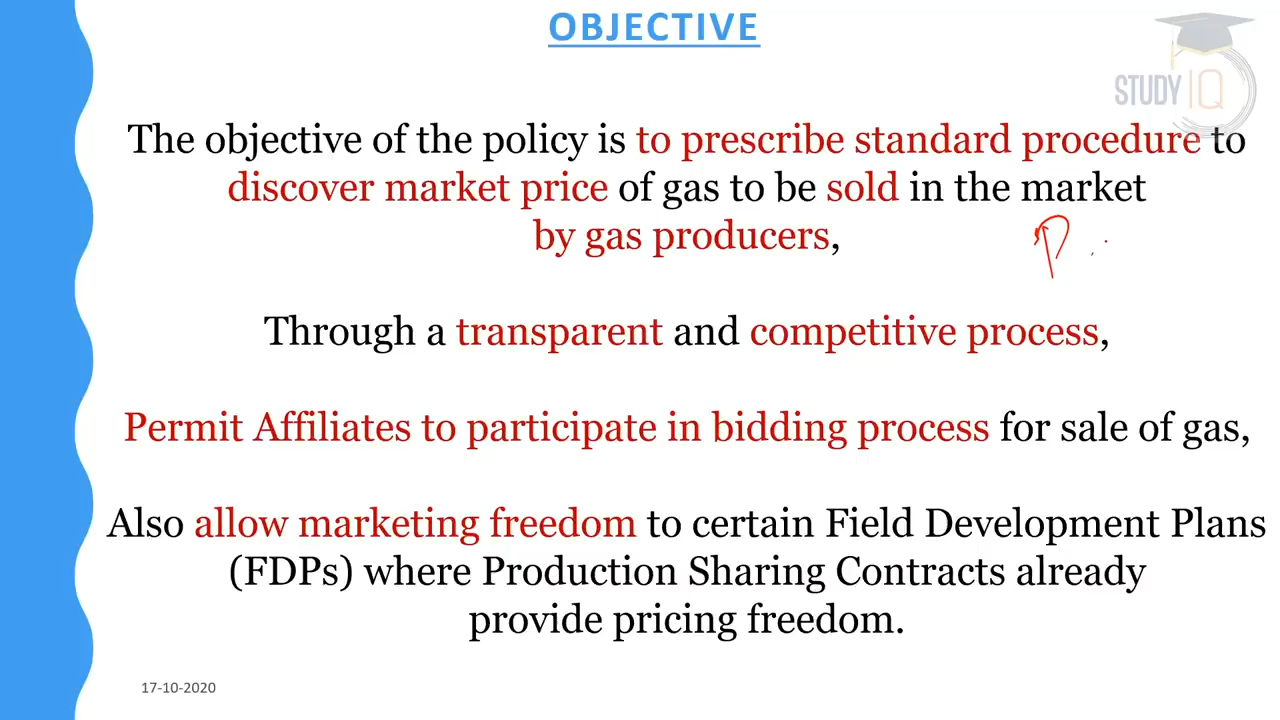 OBJECTIVE
STUDY IQ
The objective of the policy is to prescribe standard procedure to
discover market price of gas to be sold in the market
by gas producers,
P
Through a transparent and competitive process,
Permit Affiliates to participate in bidding process for sale of gas,
Also allow marketing freedom to certain Field Development Plans
(FDPs) where Production Sharing Contracts already
provide pricing freedom.
17-10-2020